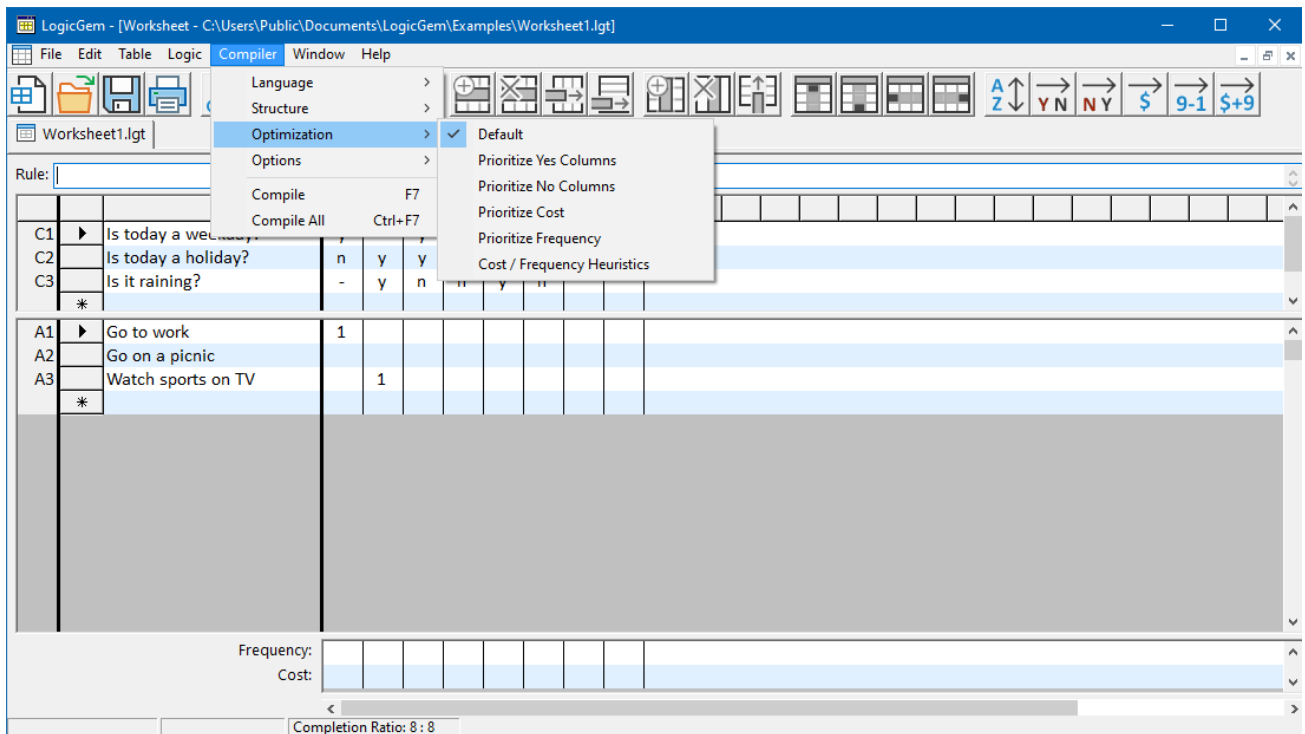 LogicGem - [Worksheet - C:\Users\Public\Documents\LogicGem\Examples\Worksheet1.lgt]
File Edit Table Logic Compiler Window Help
A Z Y N N Y $ 9-1 $+9
Worksheet1.lgt
Language
Structure
Optimization
Options
Compile F7
Compile All Ctrl+F7
Default
Prioritize Yes Columns
Prioritize No Columns
Prioritize Cost
Prioritize Frequency
Cost / Frequency Heuristics
Rule:
C1 Is today a weekday?
C2 Is today a holiday? n y y
C3 Is it raining? - y n n y n
*
A1 Go to work 1
A2 Go on a picnic
A3 Watch sports on TV 1
*
Frequency:
Cost:
Completion Ratio: 8 : 8